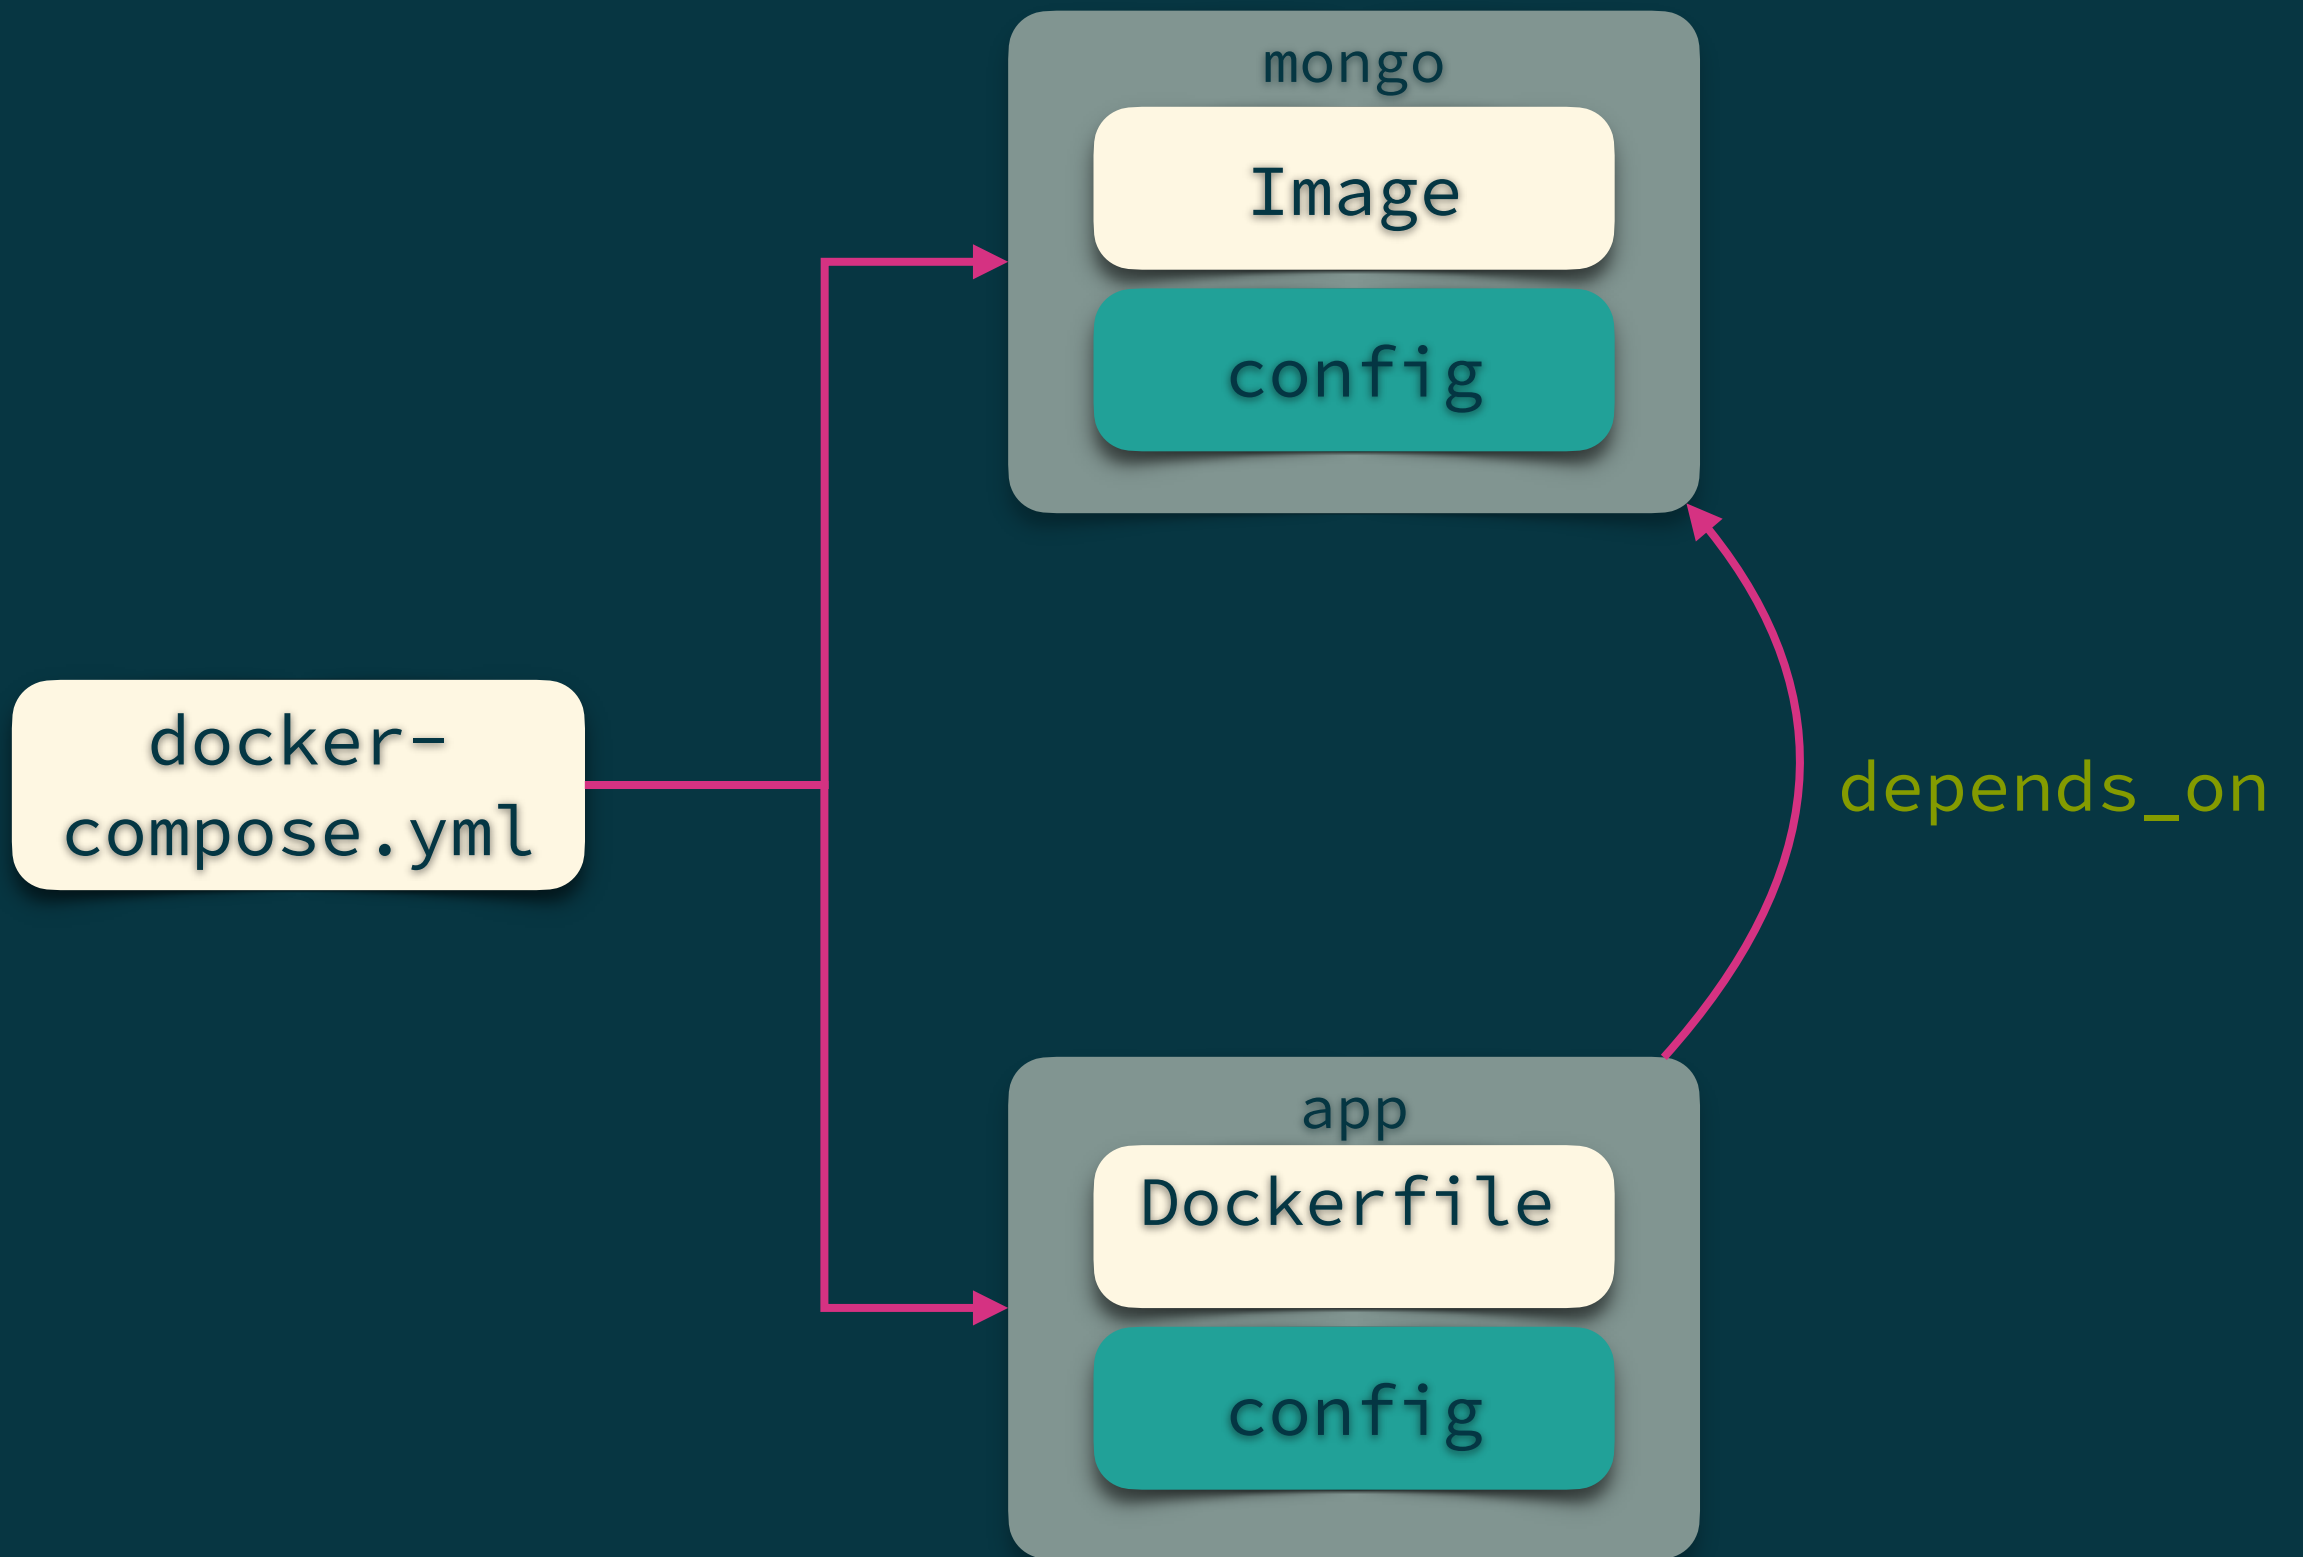 mongo
Image
config
docker-
compose.yml
depends_on
app
Dockerfile
config